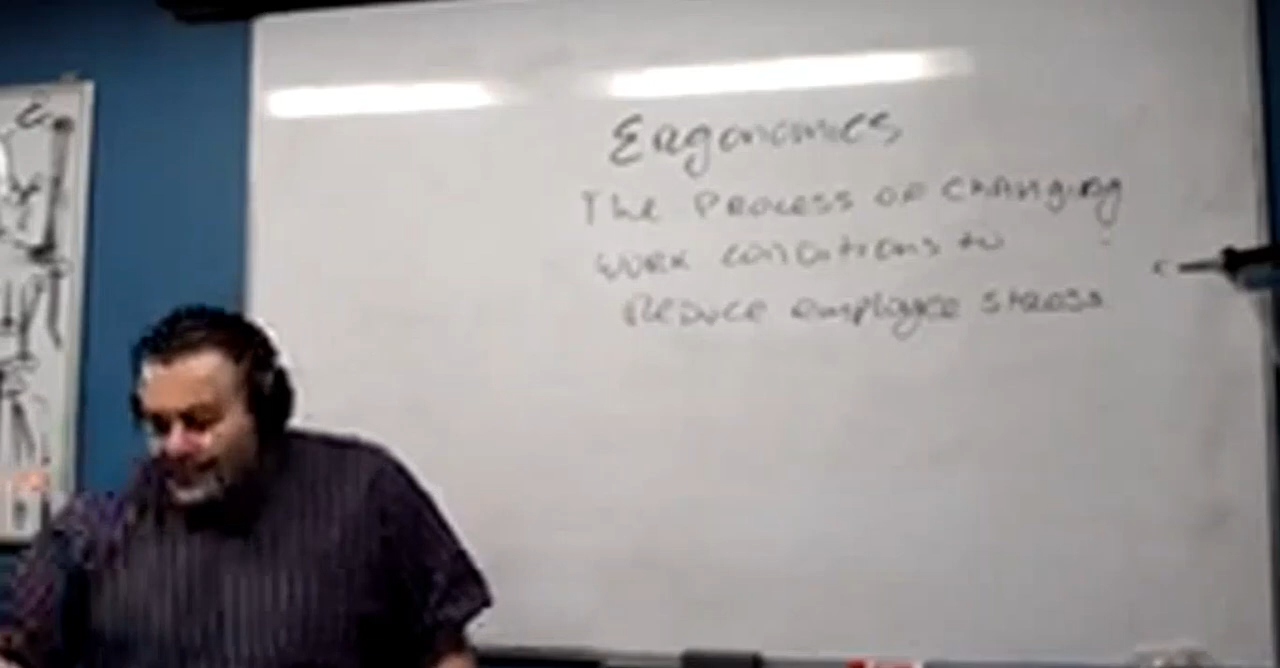 Ergonomics
The Process of Changing
Work conditions to
Reduce employee stress